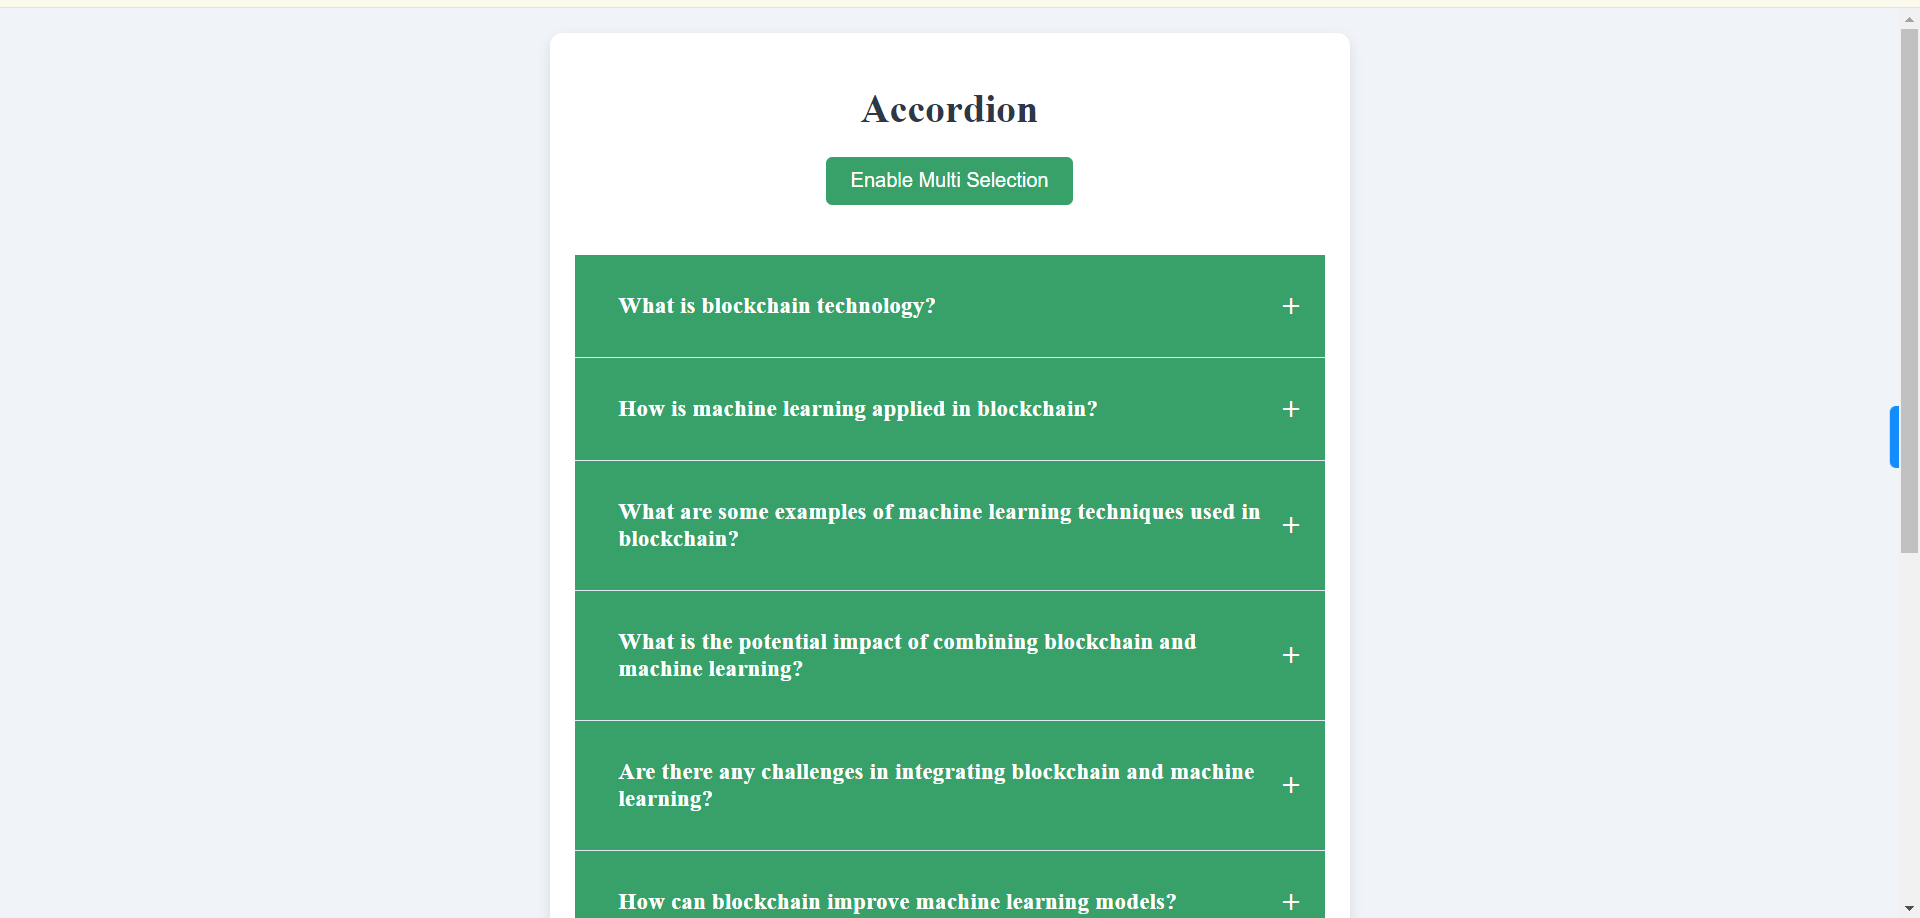 Accordion
Enable Multi Selection
What is blockchain technology?
+
How is machine learning applied in blockchain?
+
What are some examples of machine learning techniques used in
blockchain?
+
What is the potential impact of combining blockchain and
machine learning?
+
Are there any challenges in integrating blockchain and machine
learning?
+
How can blockchain improve machine learning models?
+